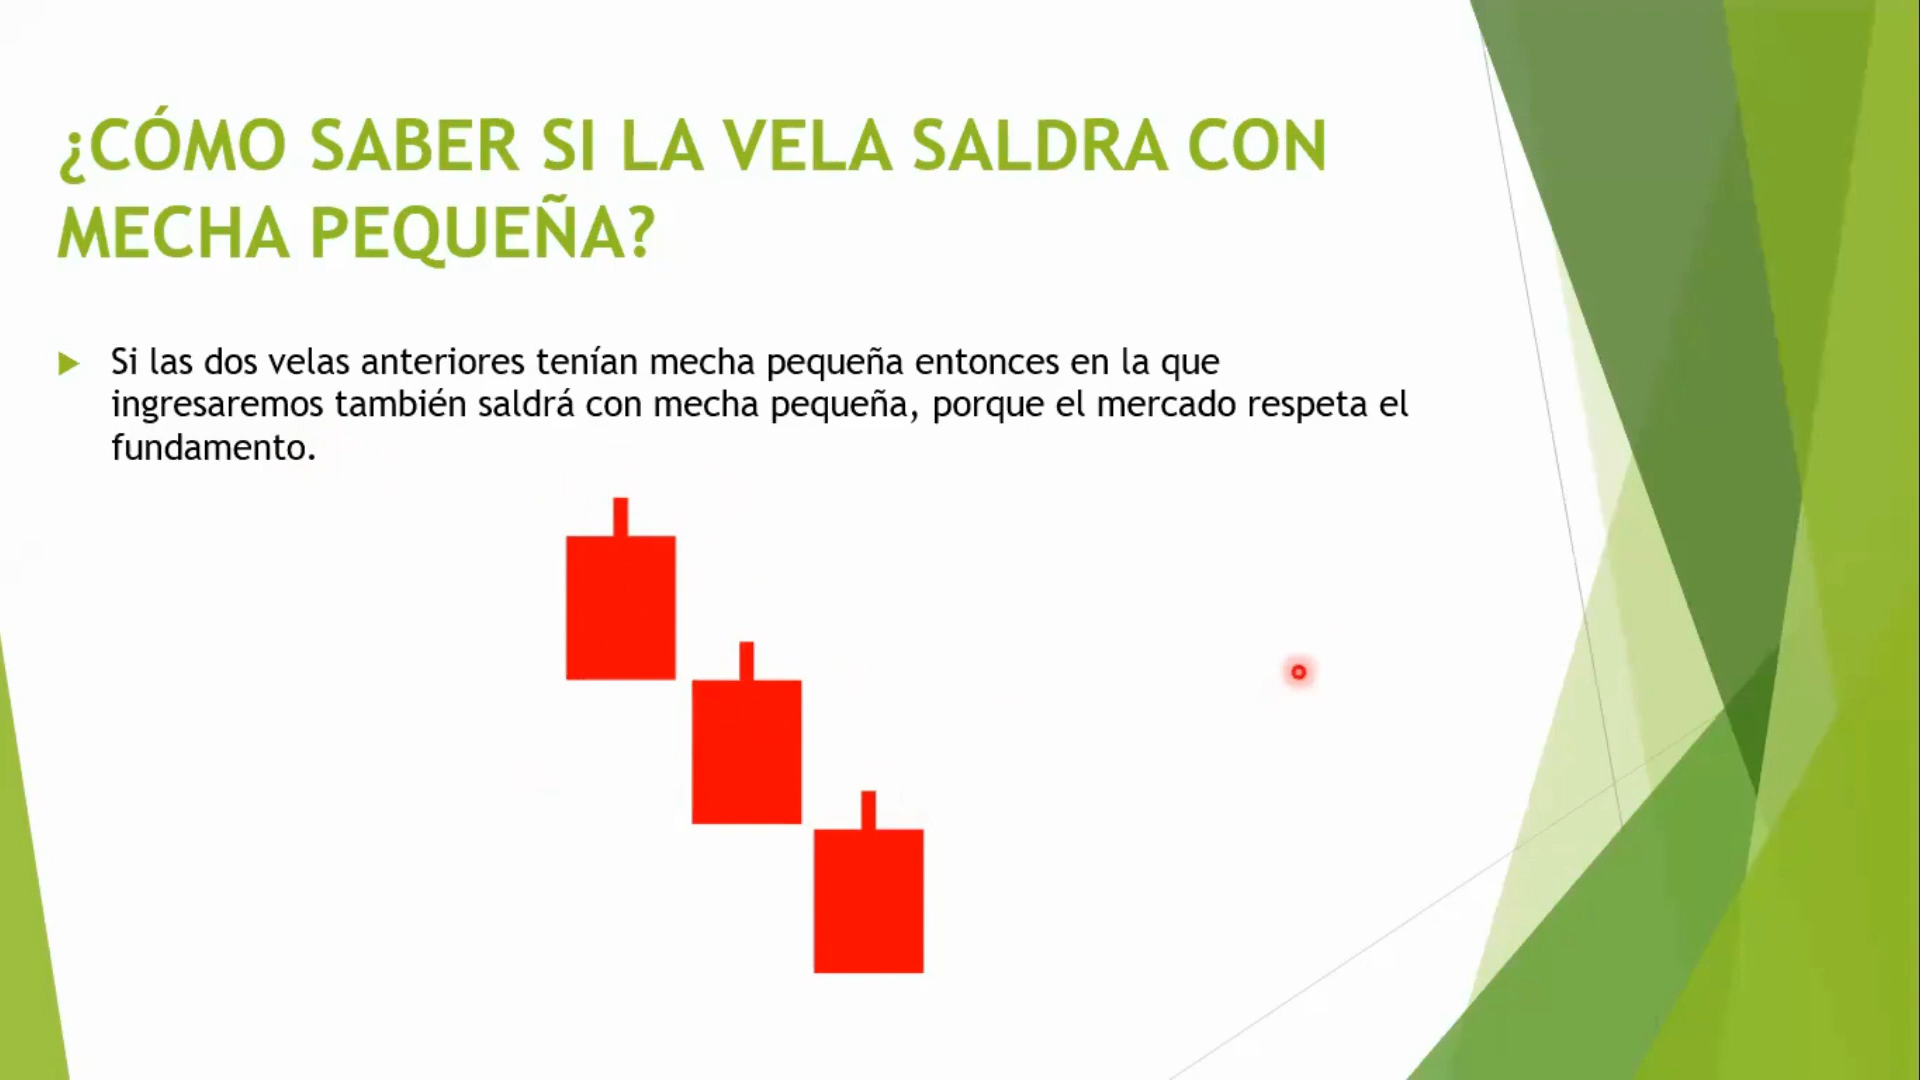 ¿CÓMO SABER SI LA VELA SALDRA CON
MECHA PEQUEÑA?
Si las dos velas anteriores tenían mecha pequeña entonces en la que
ingresaremos también saldrá con mecha pequeña, porque el mercado respeta el
fundamento.